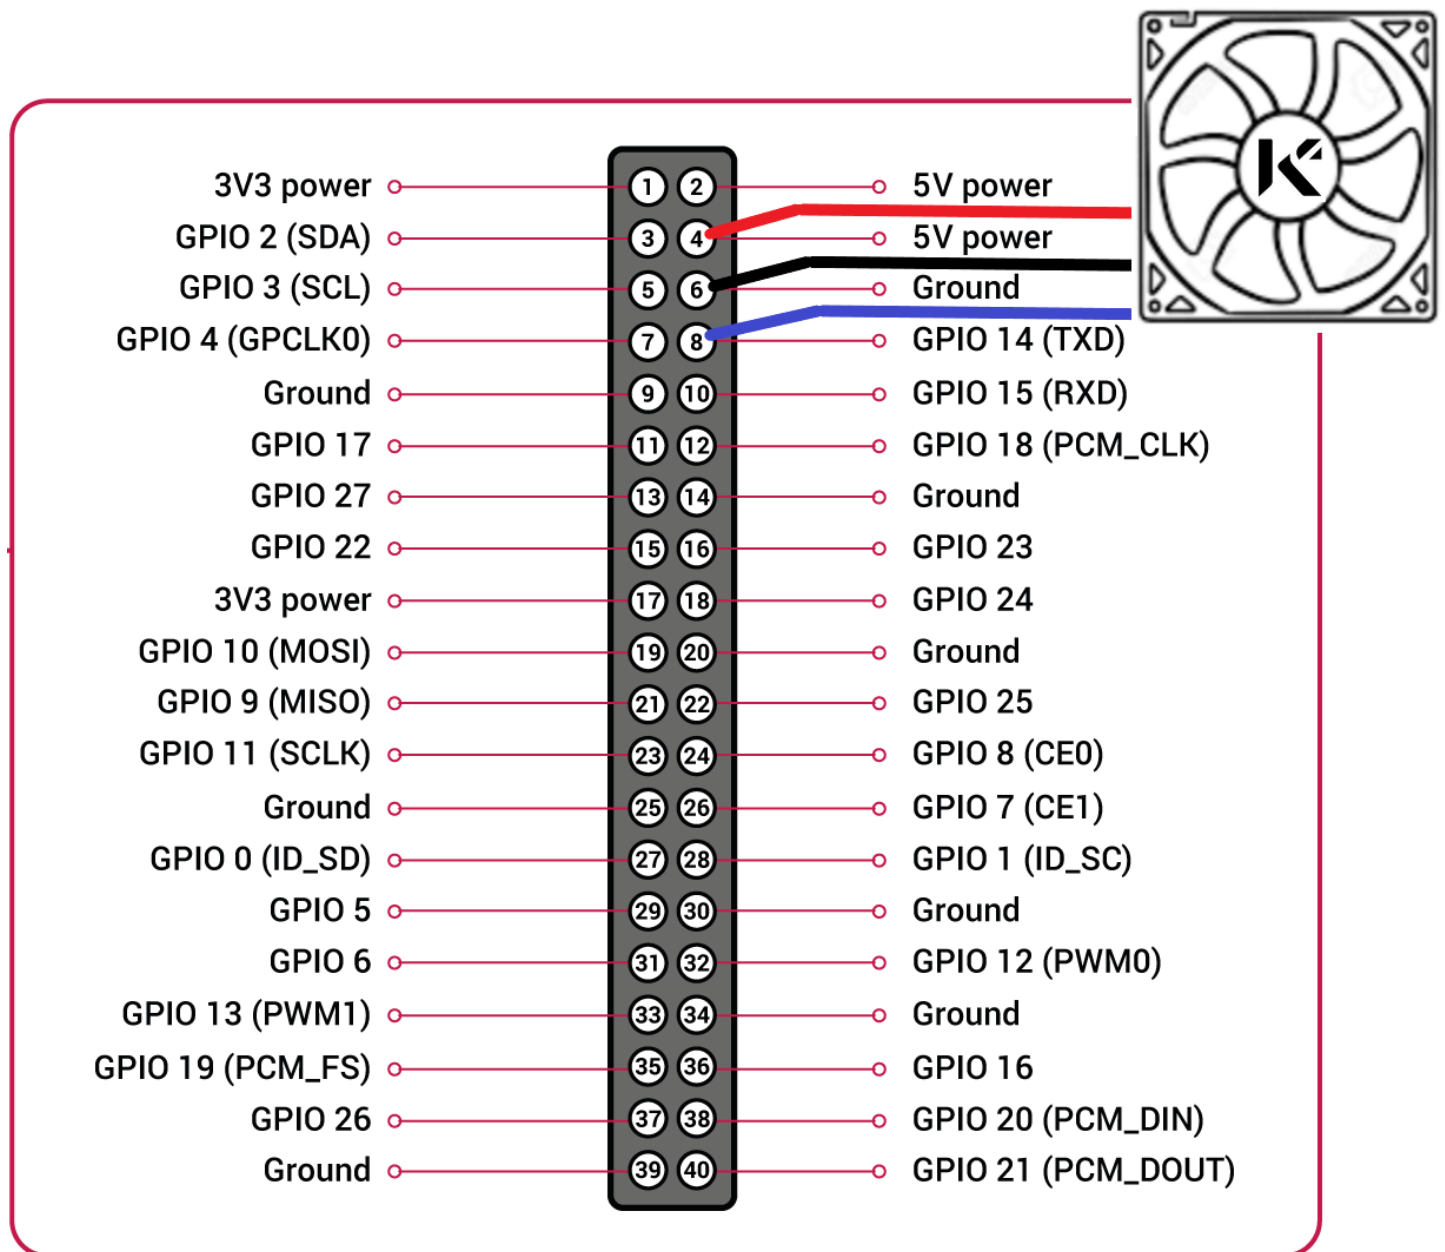 K
3V3 power 1 2 5V power
GPIO 2 (SDA) 3 4 5V power
GPIO 3 (SCL) 5 6 Ground
GPIO 4 (GPCLK0) 7 8 GPIO 14 (TXD)
Ground 9 10 GPIO 15 (RXD)
GPIO 17 11 12 GPIO 18 (PCM_CLK)
GPIO 27 13 14 Ground
GPIO 22 15 16 GPIO 23
3V3 power 17 18 GPIO 24
GPIO 10 (MOSI) 19 20 Ground
GPIO 9 (MISO) 21 22 GPIO 25
GPIO 11 (SCLK) 23 24 GPIO 8 (CE0)
Ground 25 26 GPIO 7 (CE1)
GPIO 0 (ID_SD) 27 28 GPIO 1 (ID_SC)
GPIO 5 29 30 Ground
GPIO 6 31 32 GPIO 12 (PWM0)
GPIO 13 (PWM1) 33 34 Ground
GPIO 19 (PCM_FS) 35 36 GPIO 16
GPIO 26 37 38 GPIO 20 (PCM_DIN)
Ground 39 40 GPIO 21 (PCM_DOUT)